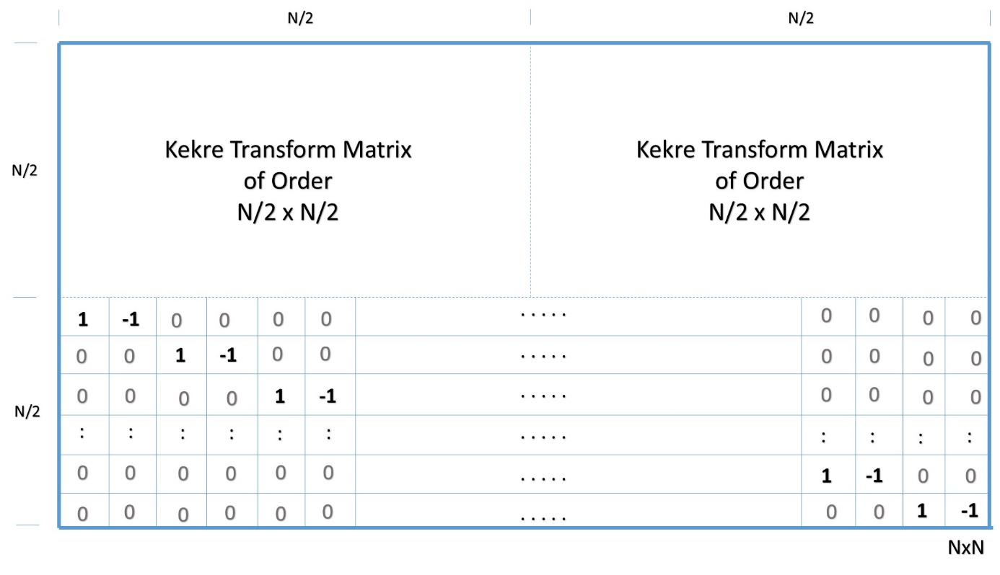 N/2 N/2
N/2
Kekre Transform Matrix Kekre Transform Matrix
of Order of Order
N/2 x N/2 N/2 x N/2
N/2
1 -1 0 0 0 0 ..... 0 0 0 0
0 0 1 -1 0 0 ..... 0 0 0 0
0 0 0 0 1 -1 ..... 0 0 0 0
: : : : : : ..... : : : :
0 0 0 0 0 0 ..... 1 -1 0 0
0 0 0 0 0 0 ..... 0 0 1 -1
NxN